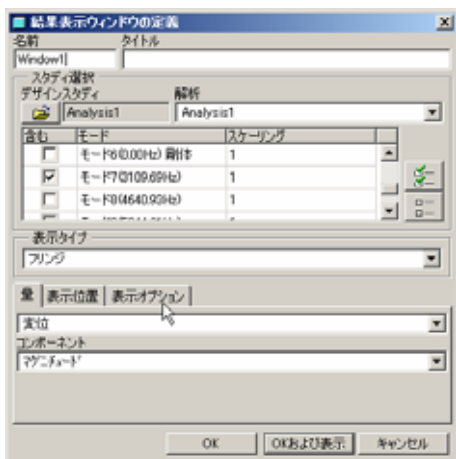 結果表示ウィンドウの定義
名前 タイトル
Window1
スタディ選択
デザインスタディ 解析
Analysis1 Analysis1
含む モード スケーリング
モード6(0.00Hz) 剛体 1
モード7(3109.69Hz) 1
モード8(4640.93Hz) 1
表示タイプ
フリンジ
量 表示位置 表示オプション
変位
コンポーネント
マグニチュード
OK OKおよび表示 キャンセル